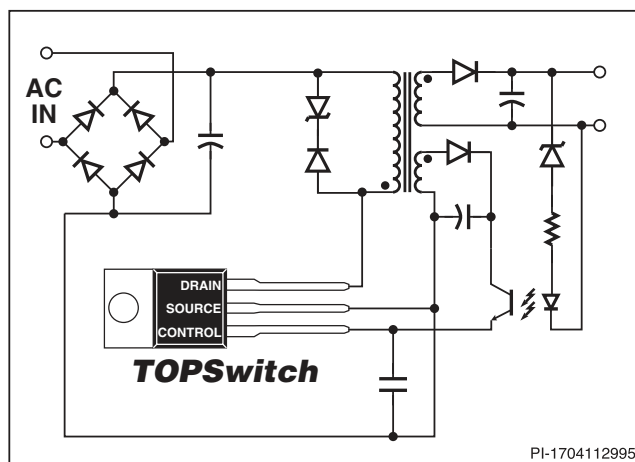 AC
IN
DRAIN
SOURCE
CONTROL
TOPSwitch
PI-1704112995